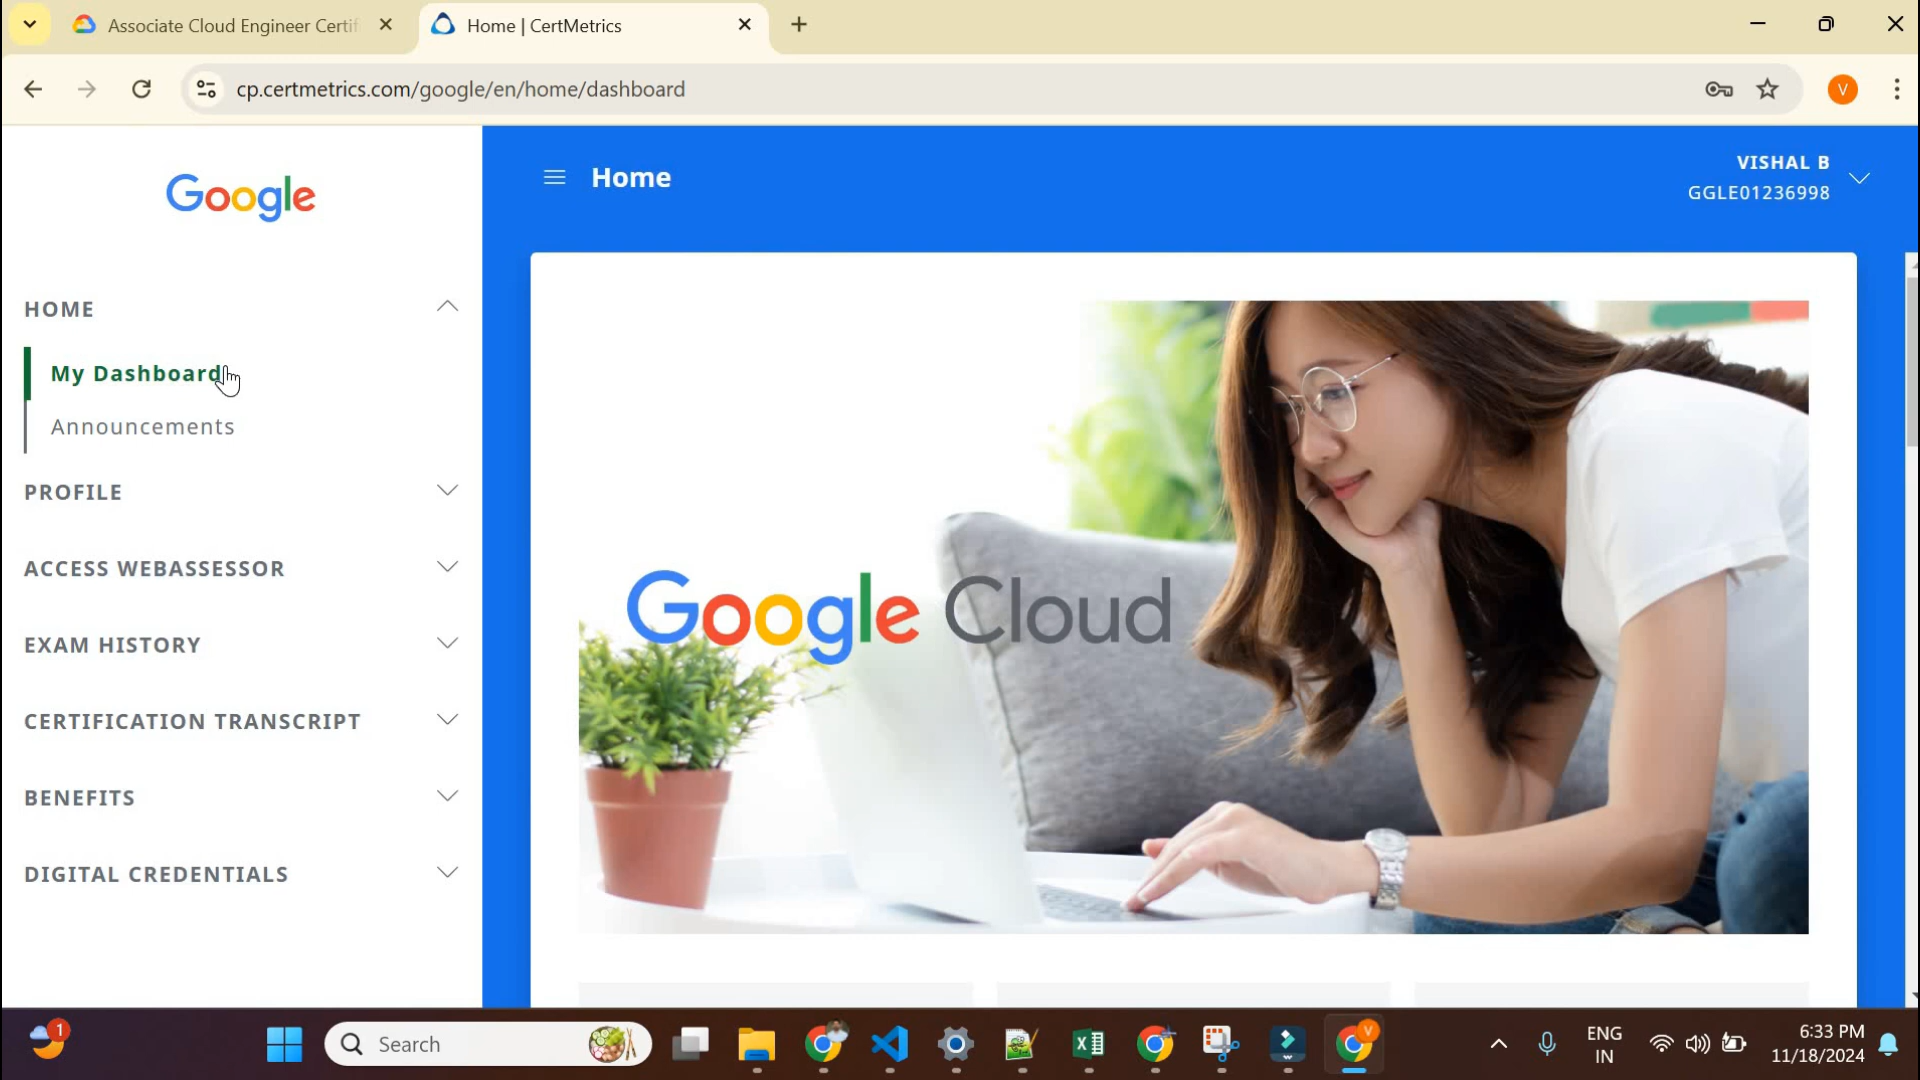 Associate Cloud Engineer Certif
Home | CertMetrics
cp.certmetrics.com/google/en/home/dashboard
V
Google
Home
VISHAL B
GGLE01236998
HOME
My Dashboard
Announcements
PROFILE
ACCESS WEBASSESSOR
EXAM HISTORY
CERTIFICATION TRANSCRIPT
BENEFITS
DIGITAL CREDENTIALS
Google Cloud
1
Search
V
ENG
IN
6:33 PM
11/18/2024